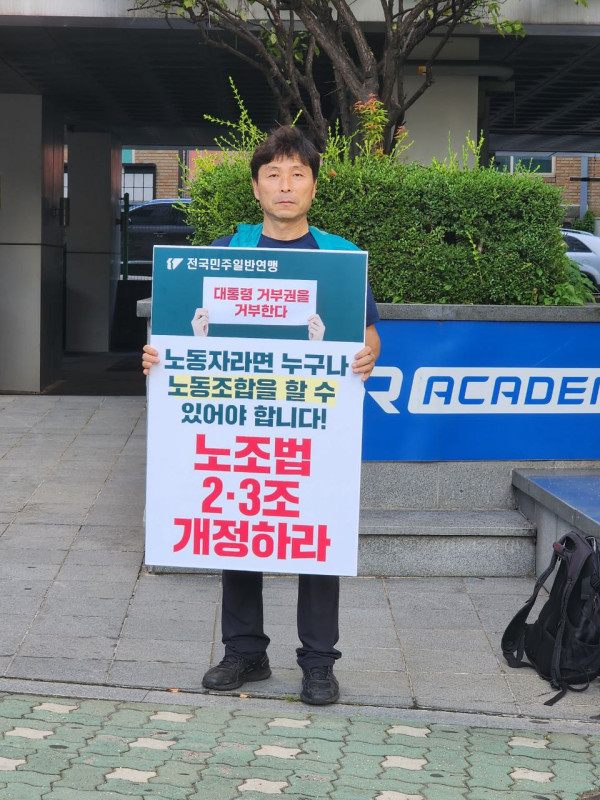 전국민주일반연맹
대통령 거부권을
거부한다
노동자라면 누구나
노동조합을 할 수
있어야 합니다!
노조법
2·3조
개정하라
R ACADEM